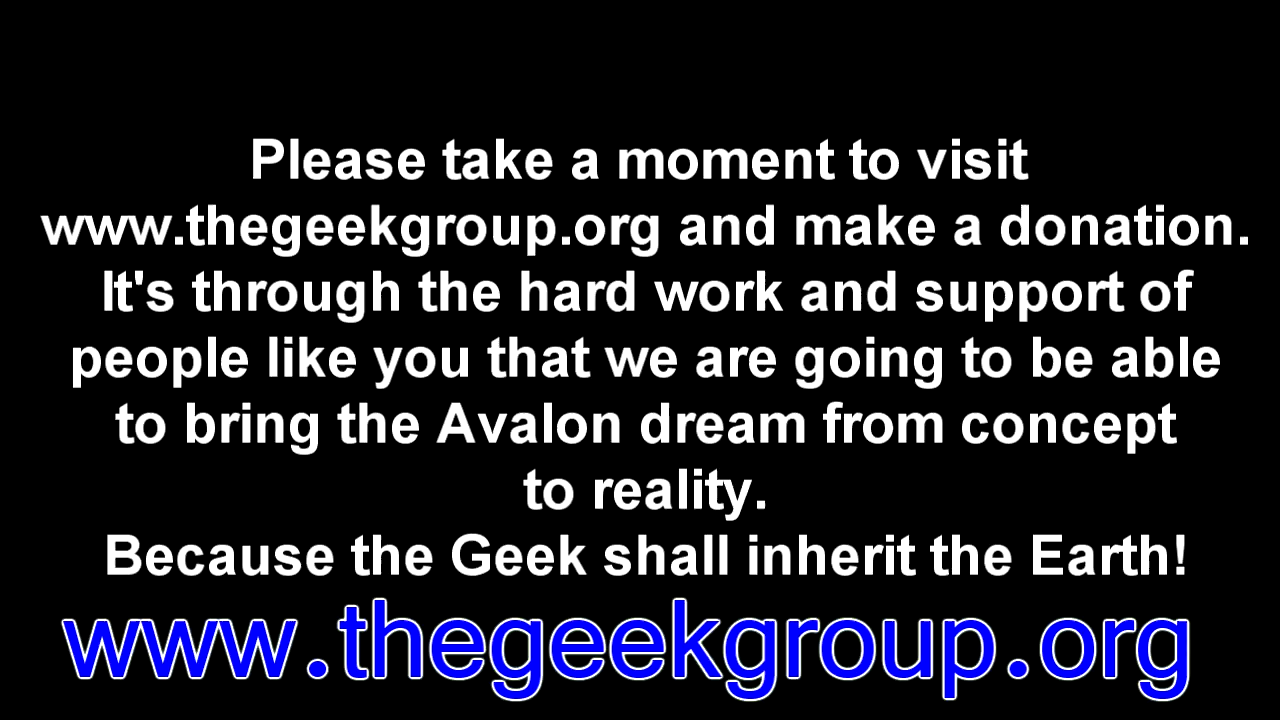 Please take a moment to visit
www.thegeekgroup.org and make a donation.
It's through the hard work and support of
people like you that we are going to be able
to bring the Avalon dream from concept
to reality.
Because the Geek shall inherit the Earth!
www.thegeekgroup.org